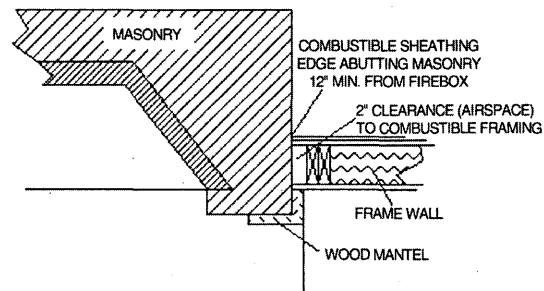 MASONRY
COMBUSTIBLE SHEATHING
EDGE ABUTTING MASONRY
12" MIN. FROM FIREBOX
2" CLEARANCE (AIRSPACE)
TO COMBUSTIBLE FRAMING
FRAME WALL
WOOD MANTEL